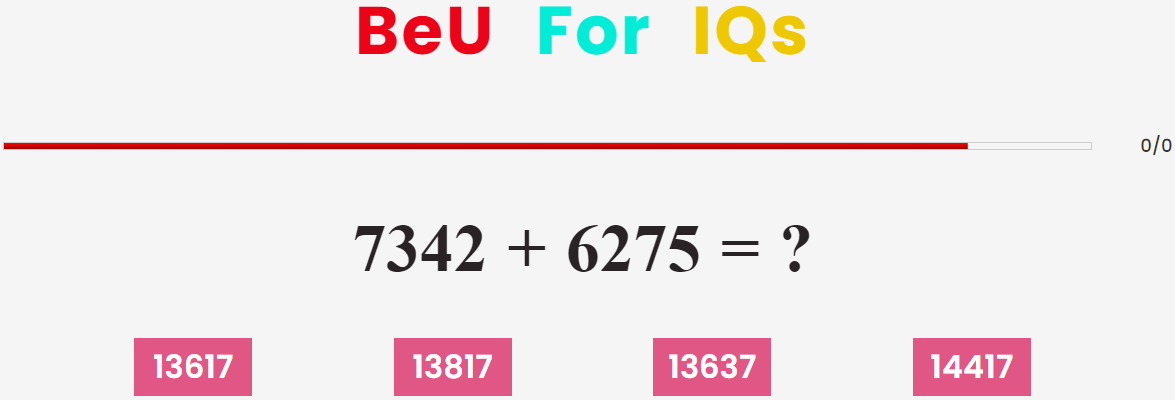 BeU For IQs
0/0
7342 + 6275 = ?
13617 13817 13637 14417